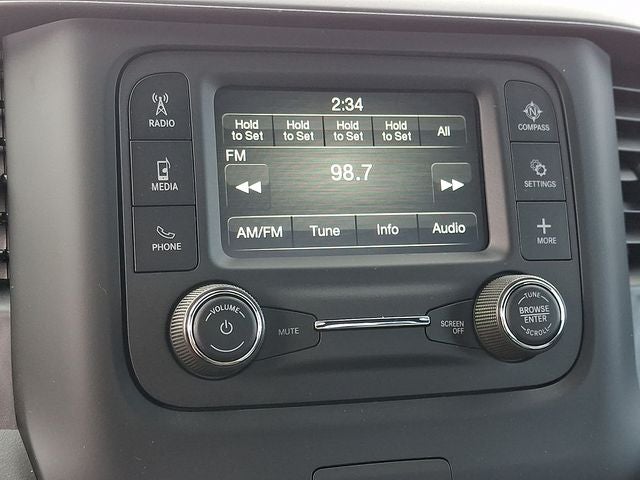 2:34
Hold to Set
Hold to Set
Hold to Set
Hold to Set
All
FM
98.7
AM/FM
Tune
Info
Audio
RADIO
MEDIA
PHONE
N
COMPASS
SETTINGS
MORE
VOLUME
MUTE
SCREEN
OFF
TUNE
BROWSE
ENTER
SCROLL